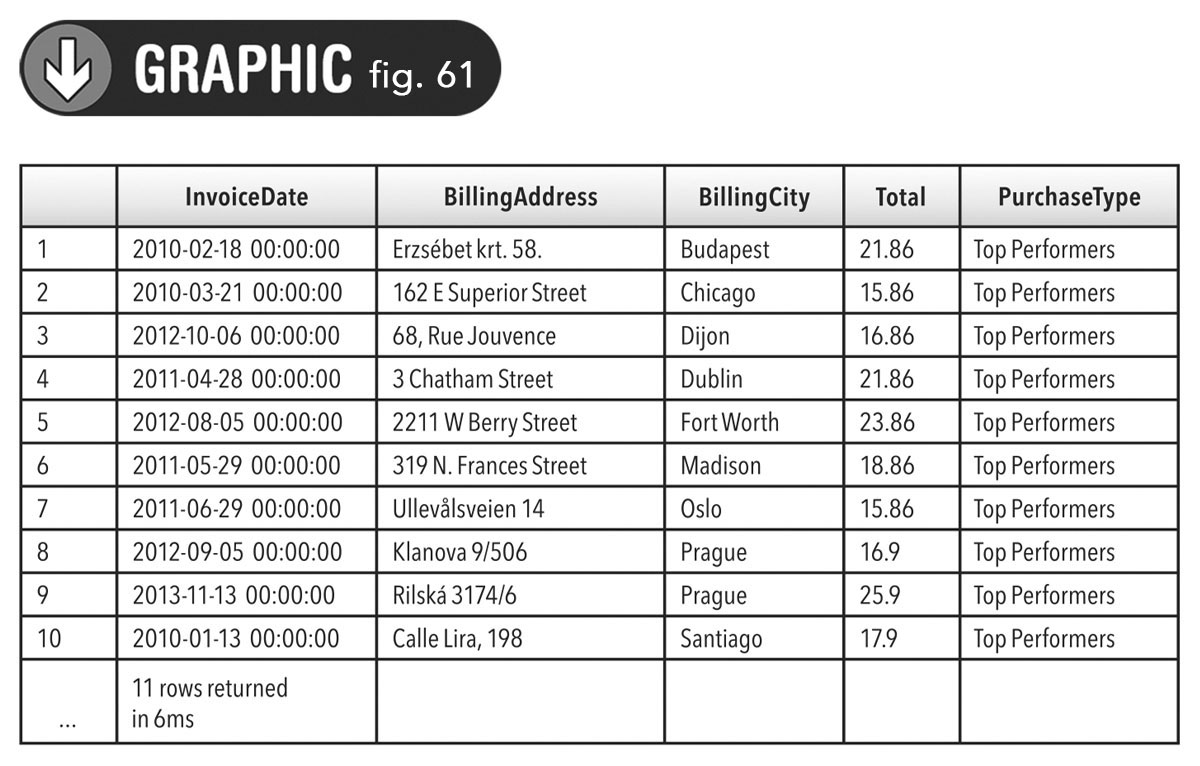 GRAPHIC fig. 61
InvoiceDate BillingAddress BillingCity Total PurchaseType
1 2010-02-18 00:00:00 Erzsébet krt. 58. Budapest 21.86 Top Performers
2 2010-03-21 00:00:00 162 E Superior Street Chicago 15.86 Top Performers
3 2012-10-06 00:00:00 68, Rue Jouvence Dijon 16.86 Top Performers
4 2011-04-28 00:00:00 3 Chatham Street Dublin 21.86 Top Performers
5 2012-08-05 00:00:00 2211 W Berry Street Fort Worth 23.86 Top Performers
6 2011-05-29 00:00:00 319 N. Frances Street Madison 18.86 Top Performers
7 2011-06-29 00:00:00 Ullevålsveien 14 Oslo 15.86 Top Performers
8 2012-09-05 00:00:00 Klanova 9/506 Prague 16.9 Top Performers
9 2013-11-13 00:00:00 Rilská 3174/6 Prague 25.9 Top Performers
10 2010-01-13 00:00:00 Calle Lira, 198 Santiago 17.9 Top Performers
11 rows returned
... in 6ms